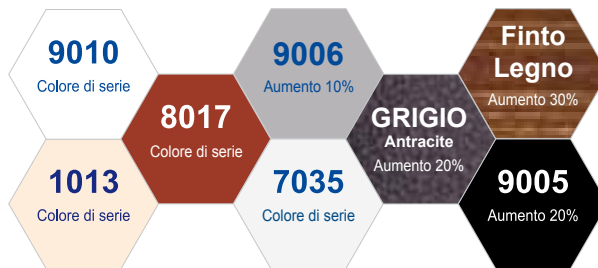 9010
Colore di serie
9006
Aumento 10%
Finto
Legno
Aumento 30%
8017
Colore di serie
GRIGIO
Antracite
Aumento 20%
1013
Colore di serie
7035
Colore di serie
9005
Aumento 20%